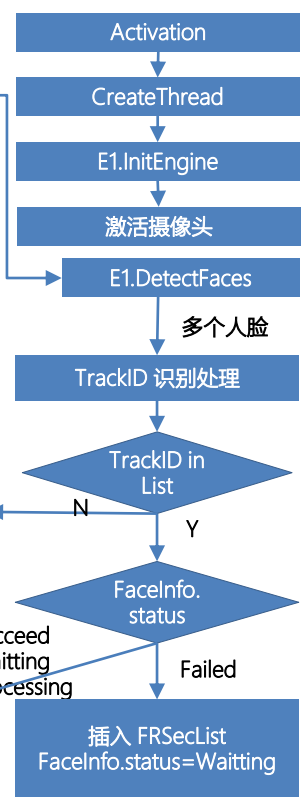 Activation
CreateThread
E1.InitEngine
激活摄像头
E1.DetectFaces
多个人脸
TrackID 识别处理
TrackID in
List
N
Y
FaceInfo.
status
Failed
插入 FRSecList
FaceInfo.status=Waitting